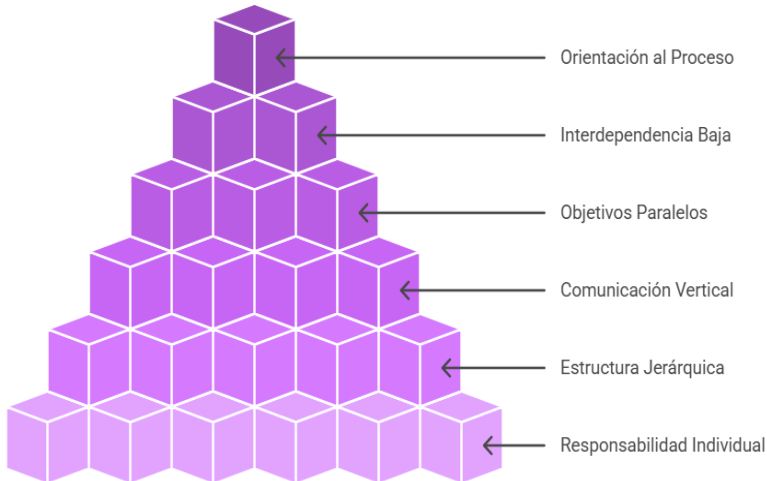 Orientación al Proceso
Interdependencia Baja
Objetivos Paralelos
Comunicación Vertical
Estructura Jerárquica
Responsabilidad Individual